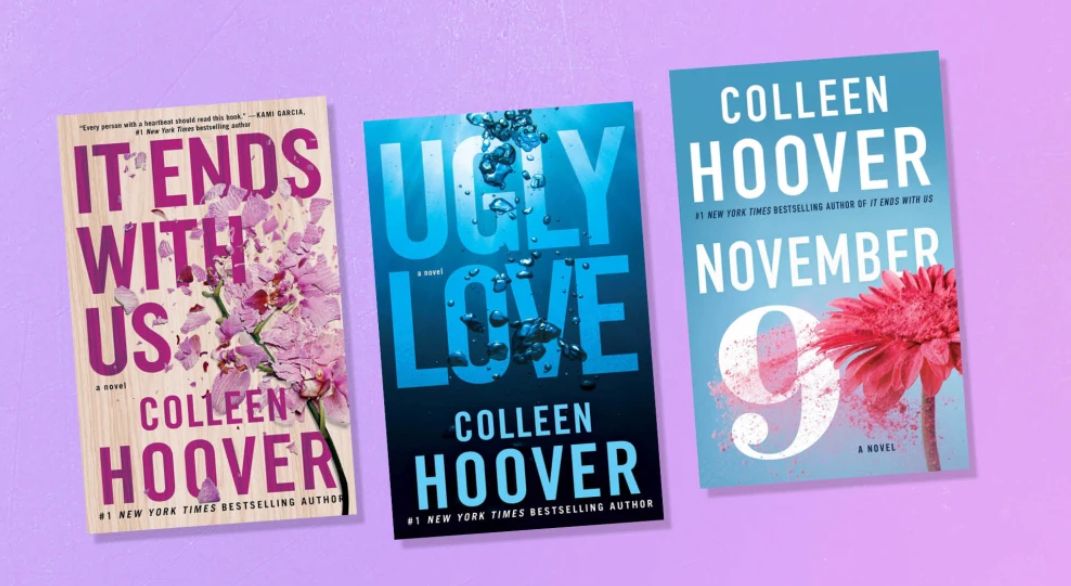 "Every person with a heartbeat should read this book." —KAMI GARCIA,
#1 New York Times bestselling author
IT ENDS
WITH
US
a novel
COLLEEN
HOOVER
#1 NEW YORK TIMES BESTSELLING AUTHOR
UGLY
a novel
LOVE
COLLEEN
HOOVER
#1 NEW YORK TIMES BESTSELLING AUTHOR
COLLEEN
HOOVER
#1 NEW YORK TIMES BESTSELLING AUTHOR OF IT ENDS WITH US
NOVEMBER
9
A NOVEL